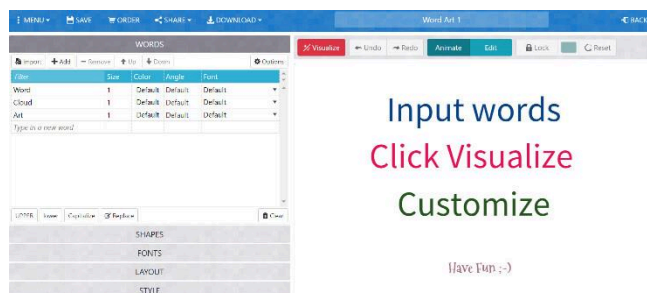 MENU SAVE ORDER SHARE DOWNLOAD Word Art 1 BACK
WORDS
Import Add Remove Up Down Options
Filter Size Color Angle Font
Word 1 Default Default Default
Cloud 1 Default Default Default
Art 1 Default Default Default
Type in a new word
UPPER lower Capitalize Replace Clear
SHAPES
FONTS
LAYOUT
STYLE
Visualize Undo Redo Animate Edit Lock Reset
Input words
Click Visualize
Customize
Have Fun ;-)